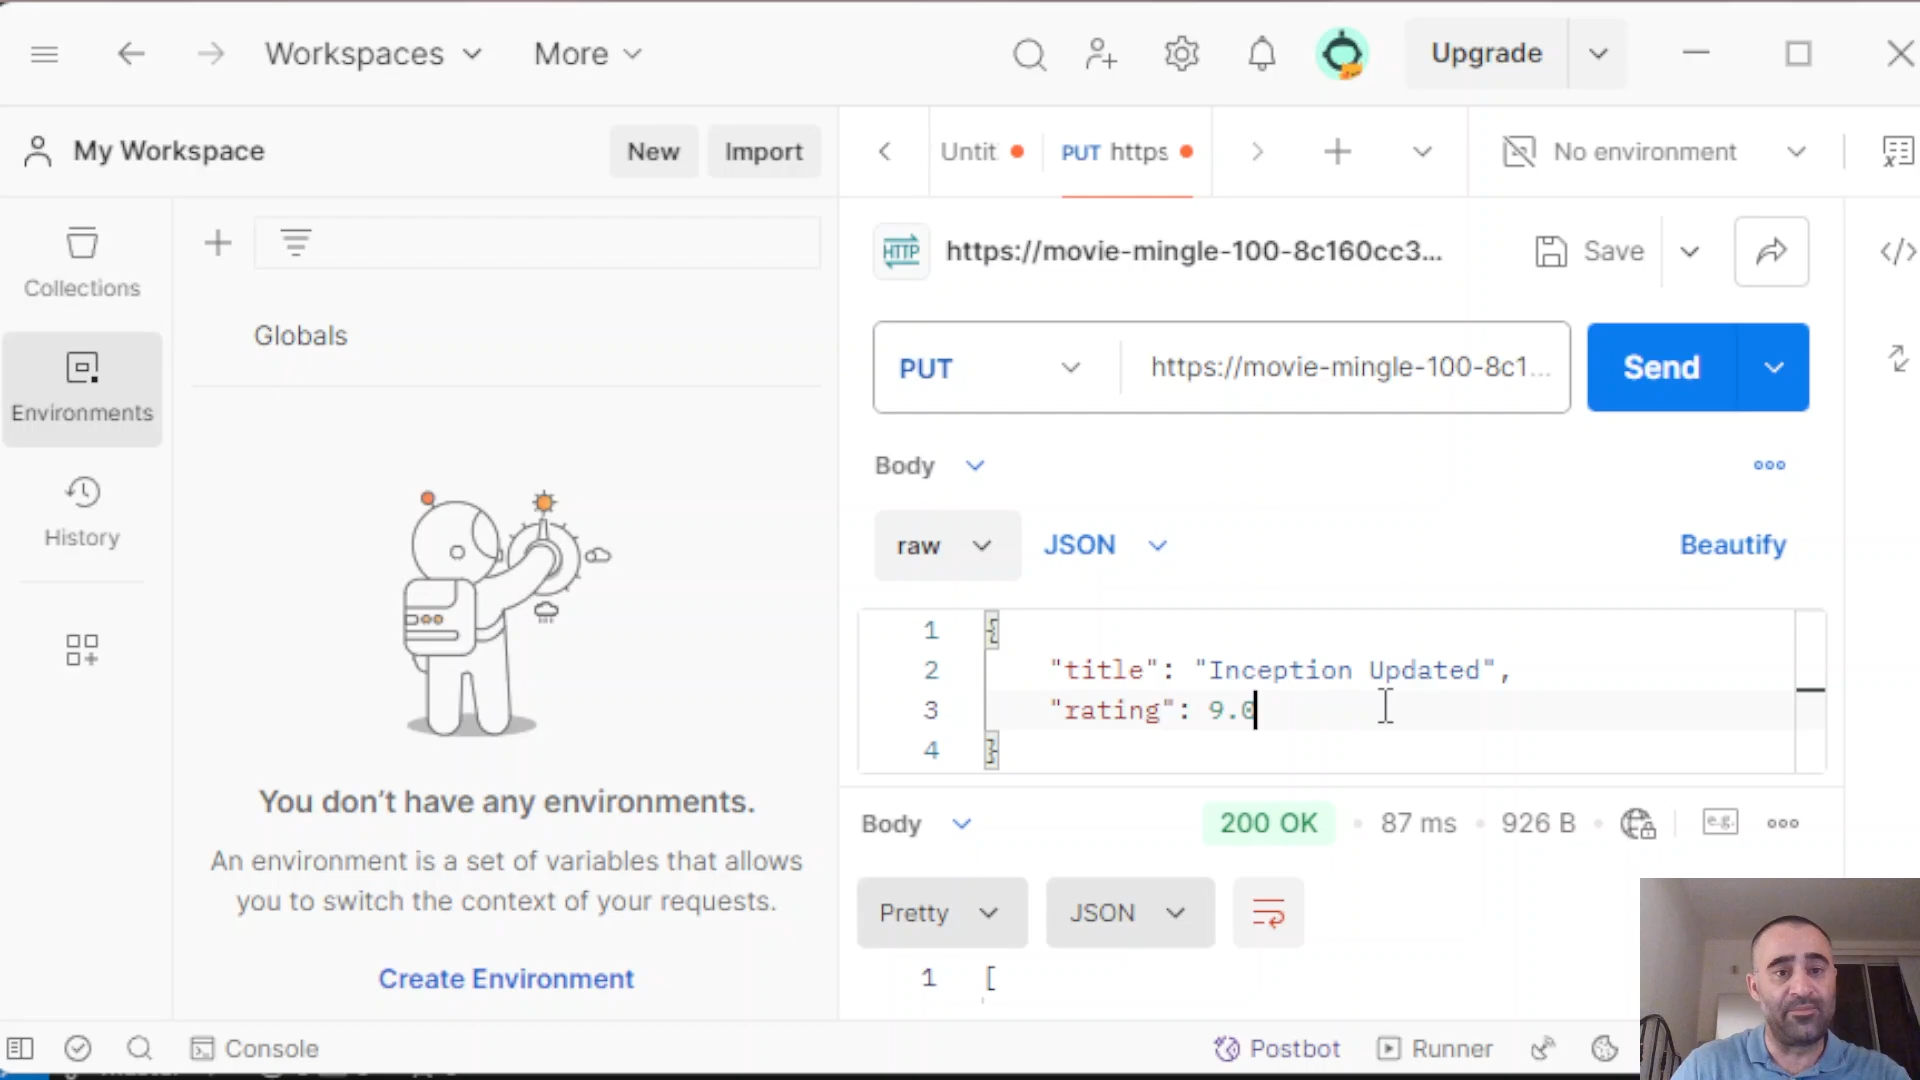 Workspaces
More
Upgrade
My Workspace
New
Import
Untit
PUT https
No environment
Collections
Environments
History
Globals
You don't have any environments.
An environment is a set of variables that allows
you to switch the context of your requests.
Create Environment
HTTP
https://movie-mingle-100-8c160cc3...
Save
PUT
https://movie-mingle-100-8c1...
Send
Body
raw
JSON
Beautify
1 {
2 "title": "Inception Updated",
3 "rating": 9.0
4 }
Body
200 OK
87 ms
926 B
e.g.
Pretty
JSON
1 [
Console
Postbot
Runner